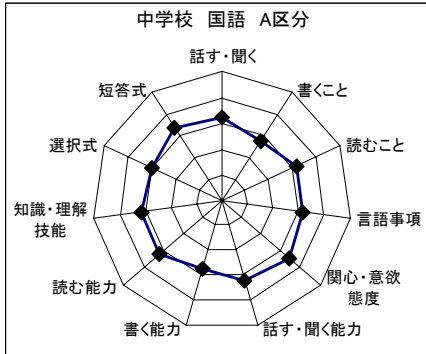 中学校 国語 A区分
話す・聞く
書くこと
読むこと
言語事項
関心・意欲
態度
話す・聞く能力
書く能力
読む能力
知識・理解
技能
選択式
短答式